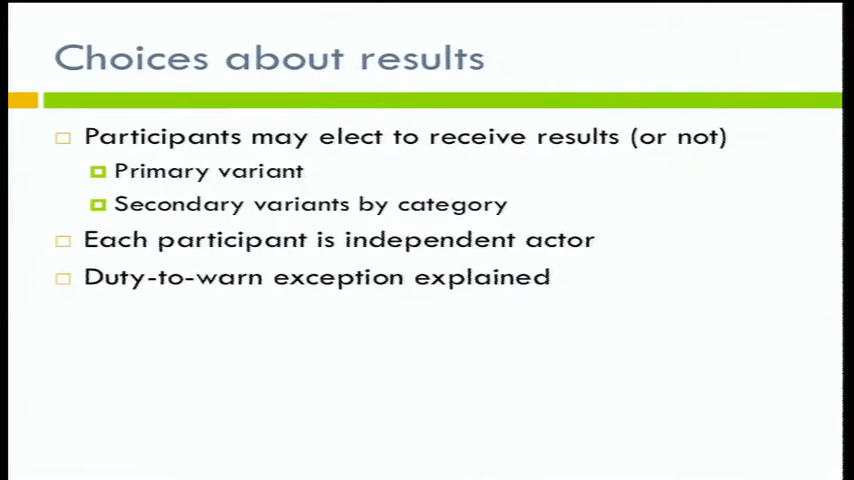 Choices about results
Participants may elect to receive results (or not)
Primary variant
Secondary variants by category
Each participant is independent actor
Duty-to-warn exception explained